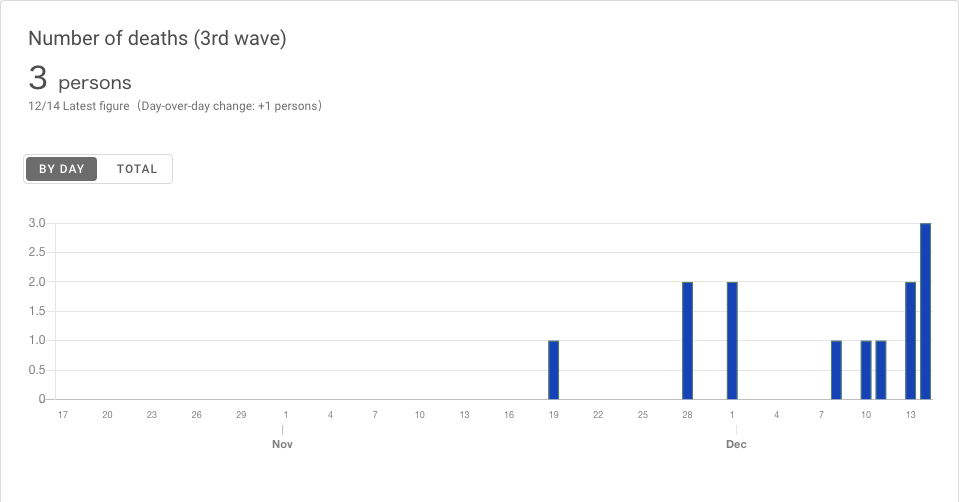 Number of deaths (3rd wave)
3 persons
12/14 Latest figure (Day-over-day change: +1 persons)
BY DAY TOTAL
3.0
2.5
2.0
1.5
1.0
0.5
0
17 20 23 26 29 1 4 7 10 13 16 19 22 25 28 1 4 7 10 13
Nov Dec